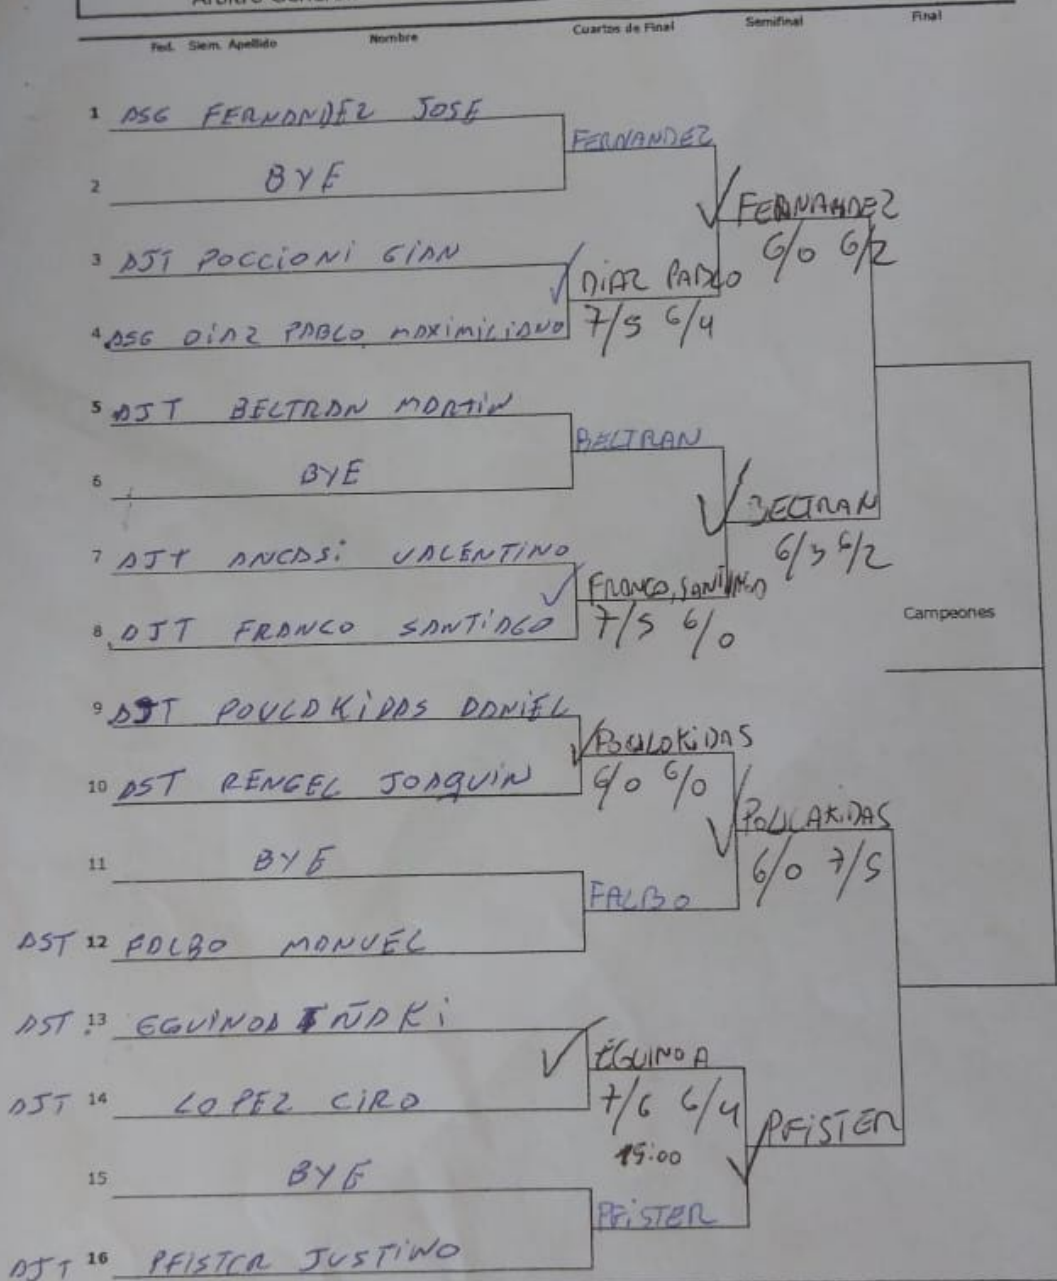 Fed. Siem. Apellido Nombre Cuartos de Final Semifinal Final
1 ASG FERNANDEZ JOSE
FERNANDEZ
2 BYE
FERNANDEZ
6/0 6/2
3 AJT POCCIONI GIAN
DIAZ PABLO
7/5 6/4
4 ASG DIAZ PABLO MAXIMILIANO
5 AJT BELTRAN MARTIN
BELTRAN
6 BYE
BELTRAN
6/3 6/2
7 AJT ANCASI VALENTINO
FRANCO, SANTIAGO
7/5 6/0
8 AJT FRANCO SANTIAGO
Campeones
9 AJT POULAKIDAS DANIEL
POULAKIDAS
6/0 6/0
10 AST RENGEL JOAQUIN
POULAKIDAS
6/0 7/5
11 BYE
FALBO
AST 12 FALBO MANUEL
AST 13 EGUINOA IÑAKI
EGUINOA
7/6 6/4
AJT 14 LOPEZ CIRO
PFISTER
15:00
15 BYE
PFISTER
AJT 16 PFISTER JUSTINO